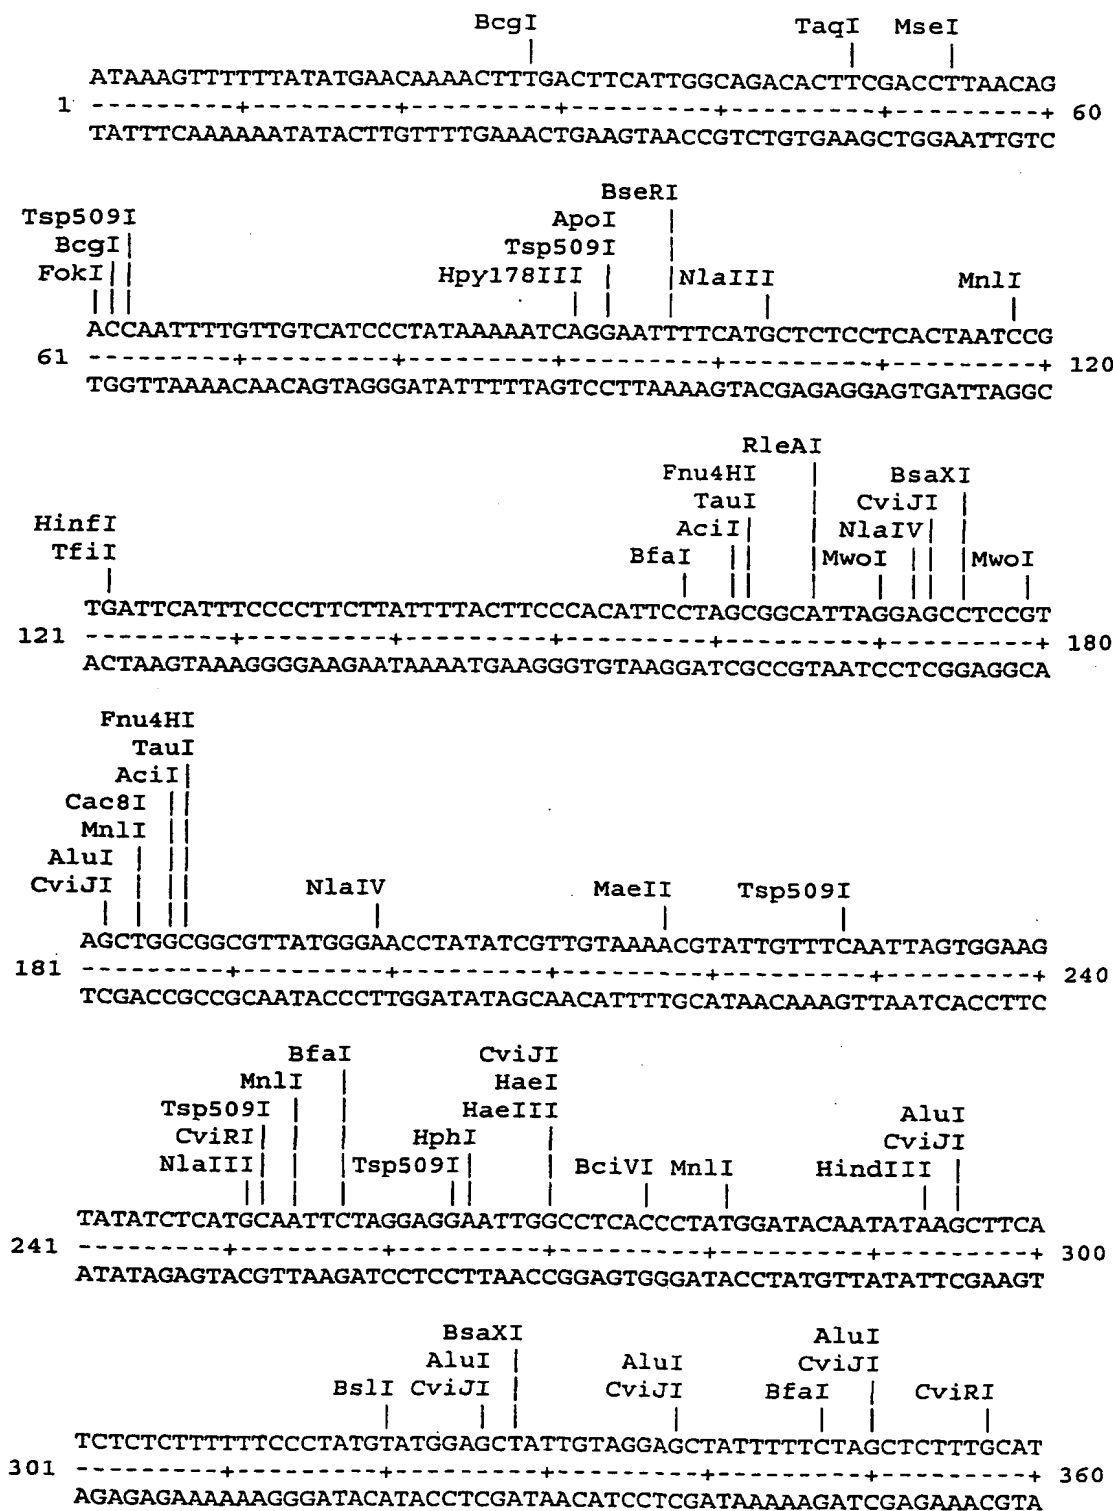 BcgI TaqI MseI
ATAAAGTTTTTTATATGAACAAAACTTTGACTTCATTGGCAGACACTTCGACCTTAACAG
1 ---------+---------+---------+---------+---------+---------+ 60
TATTTCAAAAAATATACTTGTTTTGAAACTGAAGTAACCGTCTGTGAAGCTGGAATTGTC
BseRI
Tsp509I ApoI
BcgI Tsp509I
FokI Hpy178III NlaIII MnlI
ACCAATTTTGTTGTCATCCCTATAAAAATCAGGAATTTTCATGCTCTCCTCACTAATCCG
61 ---------+---------+---------+---------+---------+---------+ 120
TGGTTAAAACAACAGTAGGGATATTTTTAGTCCTTAAAAGTACGAGAGGAGTGATTAGGC
RleAI
Fnu4HI BsaXI
TauI CviJI
HinfI AciI NlaIV
TfiI BfaI MwoI MwoI
TGATTCATTTCCCCTTCTTATTTTACTTCCCACATTCCTAGCGGCATTAGGAGCCTCCGT
121 ---------+---------+---------+---------+---------+---------+ 180
ACTAAGTAAAGGGGAAGAATAAAATGAAGGGTGTAAGGATCGCCGTAATCCTCGGAGGCA
Fnu4HI
TauI
AciI
Cac8I
MnlI
AluI
CviJI NlaIV MaeII Tsp509I
AGCTGGCGGCGTTATGGGAACCTATATCGTTGTAAAACGTATTGTTTCAATTAGTGGAAG
181 ---------+---------+---------+---------+---------+---------+ 240
TCGACCGCCGCAATACCCTTGGATATAGCAACATTTTGCATAACAAAGTTAATCACCTTC
BfaI CviJI
MnlI HaeI
Tsp509I HaeIII AluI
CviRI HphI CviJI
NlaIII Tsp509I BciVI MnlI HindIII
TATATCTCATGCAATTCTAGGAGGAATTGGCCTCACCCTATGGATACAATATAAGCTTCA
241 ---------+---------+---------+---------+---------+---------+ 300
ATATAGAGTACGTTAAGATCCTCCTTAACCGGAGTGGGATACCTATGTTATATTCGAAGT
BsaXI AluI
AluI AluI CviJI
BslI CviJI CviJI BfaI CviRI
TCTCTCTTTTTTCCCTATGTATGGAGCTATTGTAGGAGCTATTTTTCTAGCTCTTTGCAT
301 ---------+---------+---------+---------+---------+---------+ 360
AGAGAGAAAAAAGGGATACATACCTCGATAACATCCTCGATAAAAAGATCGAGAAACGTA